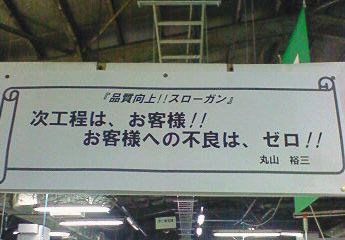 『品質向上!!スローガン』
次工程は、お客様!!
お客様への不良は、ゼロ!!
丸山 裕三